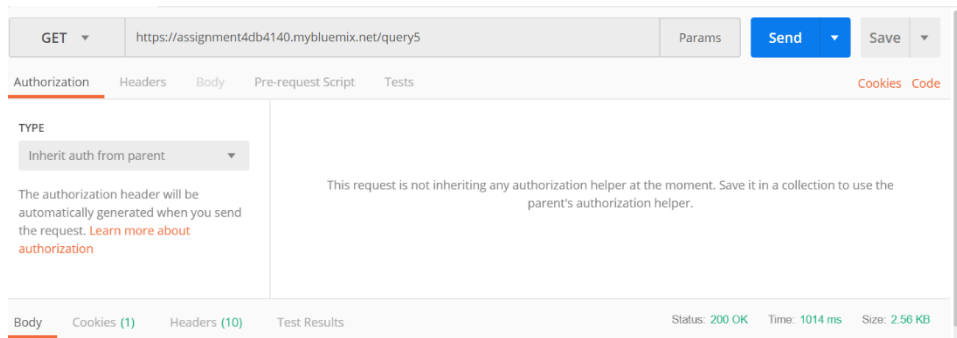 GET https://assignment4db4140.mybluemix.net/query5 Params Send Save
Authorization Headers Body Pre-request Script Tests Cookies Code
TYPE
Inherit auth from parent
The authorization header will be
automatically generated when you send
the request. Learn more about
authorization
This request is not inheriting any authorization helper at the moment. Save it in a collection to use the
parent's authorization helper.
Body Cookies (1) Headers (10) Test Results Status: 200 OK Time: 1014 ms Size: 2.56 KB